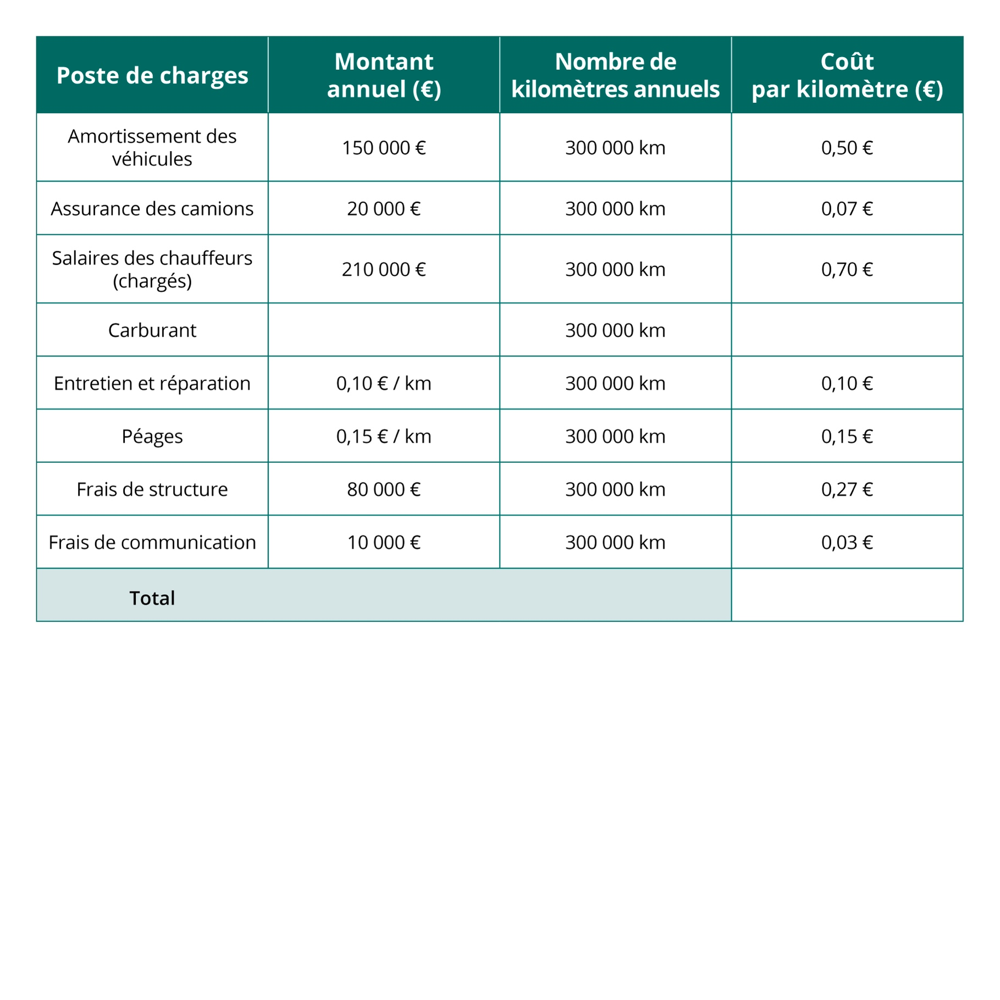 Poste de charges
Montant
annuel (€)
Nombre de
kilomètres annuels
Coût
par kilomètre (€)
Amortissement des
véhicules
150 000 €
300 000 km
0,50 €
Assurance des camions
20 000 €
300 000 km
0,07 €
Salaires des chauffeurs
(chargés)
210 000 €
300 000 km
0,70 €
Carburant
300 000 km
Entretien et réparation
0,10 € / km
300 000 km
0,10 €
Péages
0,15 € / km
300 000 km
0,15 €
Frais de structure
80 000 €
300 000 km
0,27 €
Frais de communication
10 000 €
300 000 km
0,03 €
Total